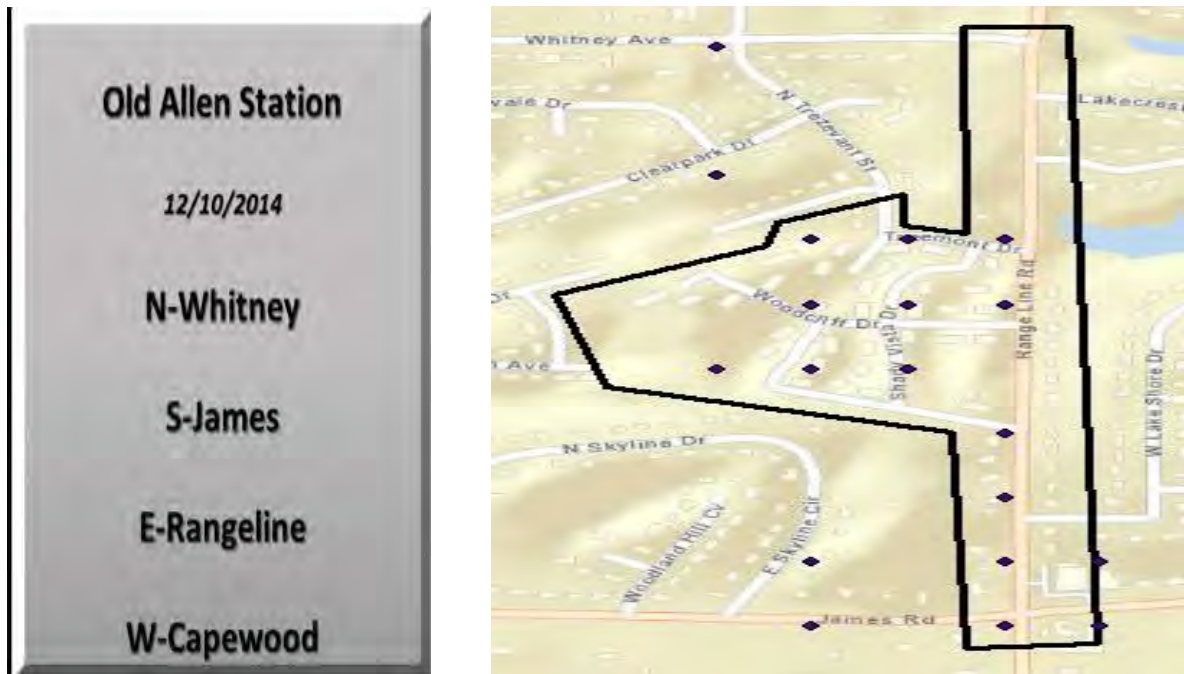 Old Allen Station
12/10/2014
N-Whitney
S-James
E-Rangeline
W-Capewood
Whitney Ave
vale Dr
N Trezevant St
Clearpark Dr
Dr
Woodcliff Dr
Shady Vista Dr
Range Line Rd
W Lake Shore Dr
Ave
N Skyline Dr
Woodland Hill Cv
E Skyline Cir
James Rd